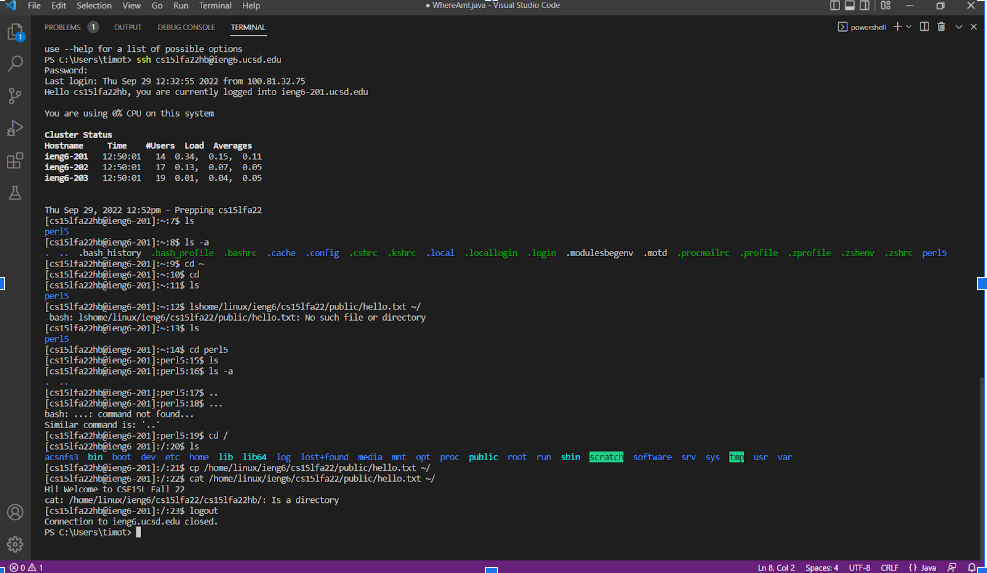 File Edit Selection View Go Run Terminal Help
● WhereAmI.java - Visual Studio Code
PROBLEMS 1 OUTPUT DEBUG CONSOLE TERMINAL
powershell
use --help for a list of possible options
PS C:\Users\timot> ssh cs15lfa22hb@ieng6.ucsd.edu
Password:
Last login: Thu Sep 29 12:32:55 2022 from 100.81.32.75
Hello cs15lfa22hb, you are currently logged into ieng6-201.ucsd.edu
You are using 0% CPU on this system
Cluster Status
Hostname Time #Users Load Averages
ieng6-201 12:50:01 14 0.34, 0.15, 0.11
ieng6-202 12:50:01 17 0.13, 0.07, 0.05
ieng6-203 12:50:01 19 0.01, 0.04, 0.05
Thu Sep 29, 2022 12:52pm - Prepping cs15lfa22
[cs15lfa22hb@ieng6-201]:~:7$ ls
perl5
[cs15lfa22hb@ieng6-201]:~:8$ ls -a
. .. .bash_history .bash_profile .bashrc .cache .config .cshrc .kshrc .local .locallogin .login .modulesbegenv .motd .procmailrc .profile .zprofile .zshenv .zshrc perl5
[cs15lfa22hb@ieng6-201]:~:9$ cd ~
[cs15lfa22hb@ieng6-201]:~:10$ cd
[cs15lfa22hb@ieng6-201]:~:11$ ls
perl5
[cs15lfa22hb@ieng6-201]:~:12$ lshome/linux/ieng6/cs15lfa22/public/hello.txt ~/
bash: lshome/linux/ieng6/cs15lfa22/public/hello.txt: No such file or directory
[cs15lfa22hb@ieng6-201]:~:13$ ls
perl5
[cs15lfa22hb@ieng6-201]:~:14$ cd perl5
[cs15lfa22hb@ieng6-201]:perl5:15$ ls
[cs15lfa22hb@ieng6-201]:perl5:16$ ls -a
. ..
[cs15lfa22hb@ieng6-201]:perl5:17$ ..
[cs15lfa22hb@ieng6-201]:perl5:18$ ...
bash: ...: command not found...
Similar command is: '..'
[cs15lfa22hb@ieng6-201]:perl5:19$ cd /
[cs15lfa22hb@ieng6-201]:/:20$ ls
acsnfs3 bin boot dev etc home lib lib64 log lost+found media mnt opt proc public root run sbin scratch software srv sys tmp usr var
[cs15lfa22hb@ieng6-201]:/:21$ cp /home/linux/ieng6/cs15lfa22/public/hello.txt ~/
[cs15lfa22hb@ieng6-201]:/:22$ cat /home/linux/ieng6/cs15lfa22/public/hello.txt ~/
Hi! Welcome to CSE15L Fall 22
cat: /home/linux/ieng6/cs15lfa22/cs15lfa22hb/: Is a directory
[cs15lfa22hb@ieng6-201]:/:23$ logout
Connection to ieng6.ucsd.edu closed.
PS C:\Users\timot>
0 1 Ln 8, Col 2 Spaces: 4 UTF-8 CRLF {} Java